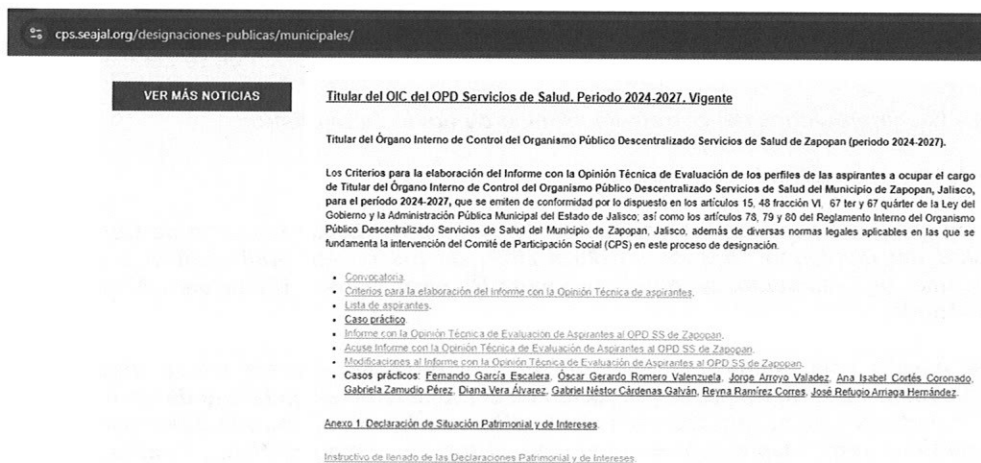 cps.seajal.org/designaciones-publicas/municipales/
VER MÁS NOTICIAS
Titular del OIC del OPD Servicios de Salud. Periodo 2024-2027. Vigente
Titular del Órgano Interno de Control del Organismo Público Descentralizado Servicios de Salud de Zapopan (periodo 2024-2027).
Los Criterios para la elaboración del Informe con la Opinión Técnica de Evaluación de los perfiles de las aspirantes a ocupar el cargo
de Titular del Órgano Interno de Control del Organismo Público Descentralizado Servicios de Salud del Municipio de Zapopan, Jalisco,
para el período 2024-2027, que se emiten de conformidad por lo dispuesto en los artículos 15, 48 fracción VI, 67 ter y 67 quárter de la Ley del
Gobierno y la Administración Pública Municipal del Estado de Jalisco; así como los artículos 78, 79 y 80 del Reglamento Interno del Organismo
Público Descentralizado Servicios de Salud del Municipio de Zapopan, Jalisco, además de diversas normas legales aplicables en las que se
fundamenta la intervención del Comité de Participación Social (CPS) en este proceso de designación.
• Convocatoria.
• Criterios para la elaboración del Informe con la Opinión Técnica de aspirantes.
• Lista de aspirantes.
• Caso práctico.
• Informe con la Opinión Técnica de Evaluación de Aspirantes al OPD SS de Zapopan.
• Acuse Informe con la Opinión Técnica de Evaluación de Aspirantes al OPD SS de Zapopan.
• Modificaciones al Informe con la Opinión Técnica de Evaluación de Aspirantes al OPD SS de Zapopan.
• Casos prácticos: Fernando García Escalera, Óscar Gerardo Romero Valenzuela, Jorge Arroyo Valadez, Ana Isabel Cortés Coronado,
Gabriela Zamudio Pérez, Diana Vera Álvarez, Gabriel Néstor Cárdenas Galván, Reyna Ramírez Corres, José Refugio Arriaga Hernández.
Anexo 1. Declaración de Situación Patrimonial y de Intereses.
Instructivo de llenado de las Declaraciones Patrimonial y de Intereses.